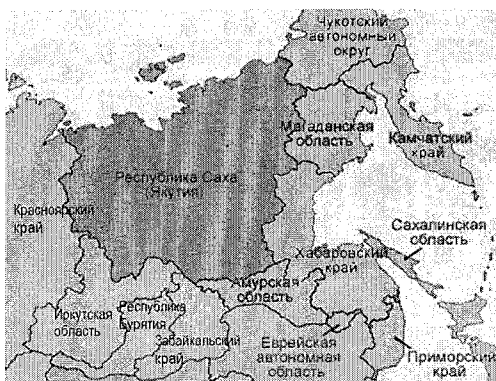 Чукотский
автономный
округ
Магаданская
область
Камчатский
край
Республика Саха
(Якутия)
Красноярский
край
Сахалинская
область
Хабаровский
край
Амурская
область
Иркутская
область
Республика
Бурятия
Забайкальский
край
Еврейская
автономная
область
Приморский
край